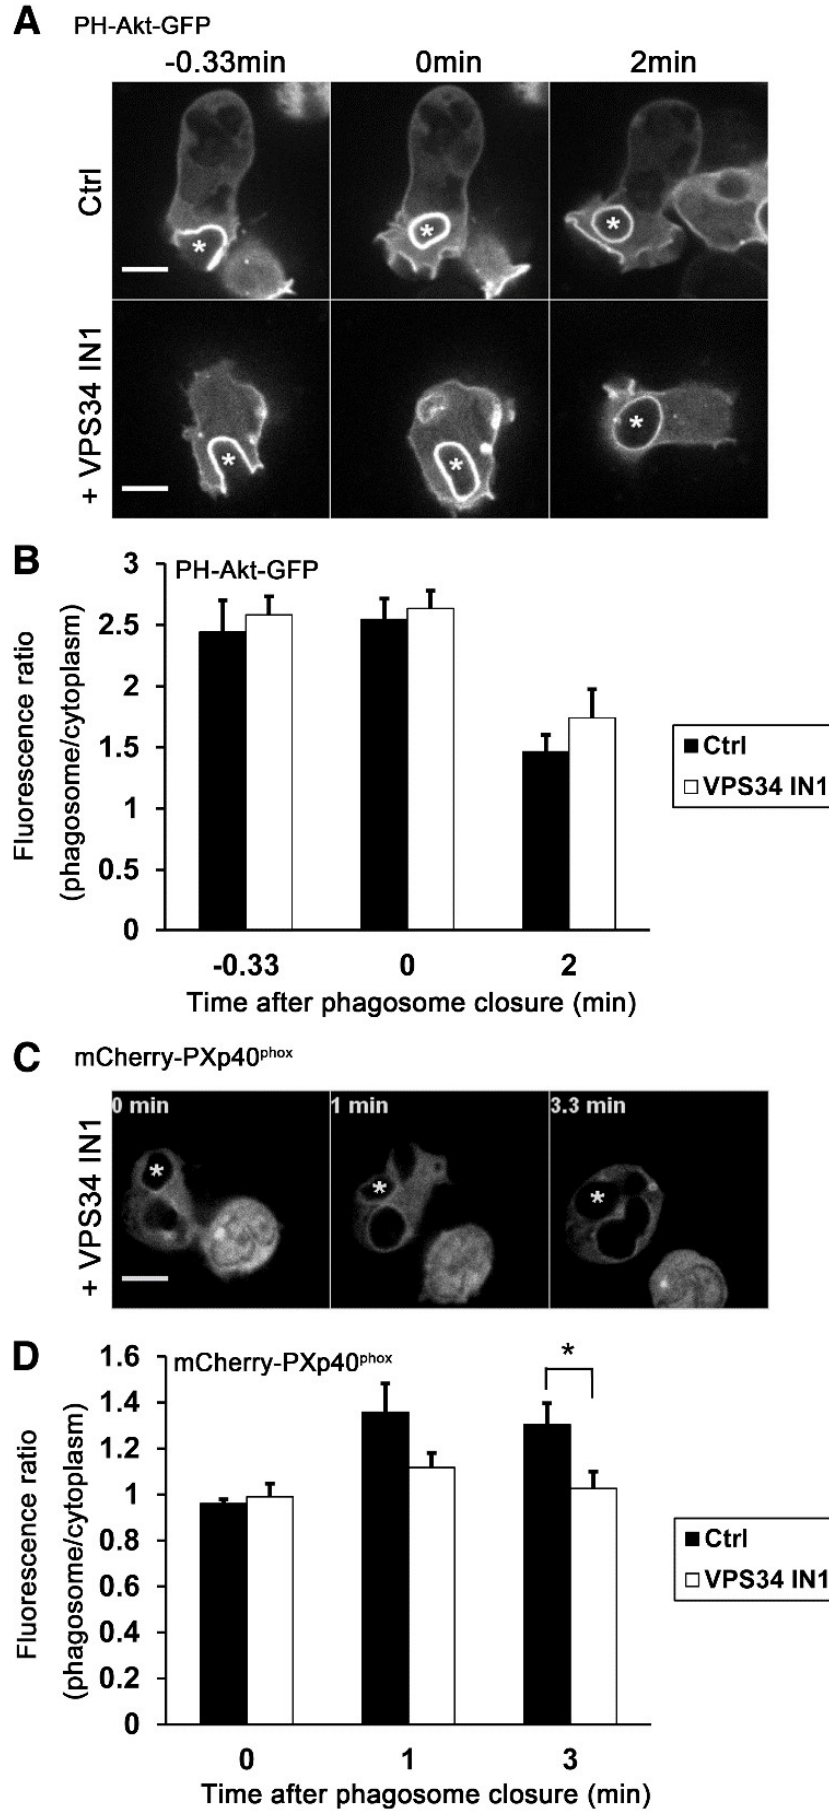 A PH-Akt-GFP
-0.33min 0min 2min
Ctrl
* * *
+ VPS34 IN1
* * *
B
PH-Akt-GFP
Fluorescence ratio
(phagosome/cytoplasm)
3
2.5
2
1.5
1
0.5
0
Ctrl
VPS34 IN1
-0.33 0 2
Time after phagosome closure (min)
C mCherry-PXp40phox
0 min 1 min 3.3 min
+ VPS34 IN1
* * *
D
mCherry-PXp40phox
*
Fluorescence ratio
(phagosome/cytoplasm)
1.6
1.4
1.2
1
0.8
0.6
0.4
0.2
0
Ctrl
VPS34 IN1
0 1 3
Time after phagosome closure (min)